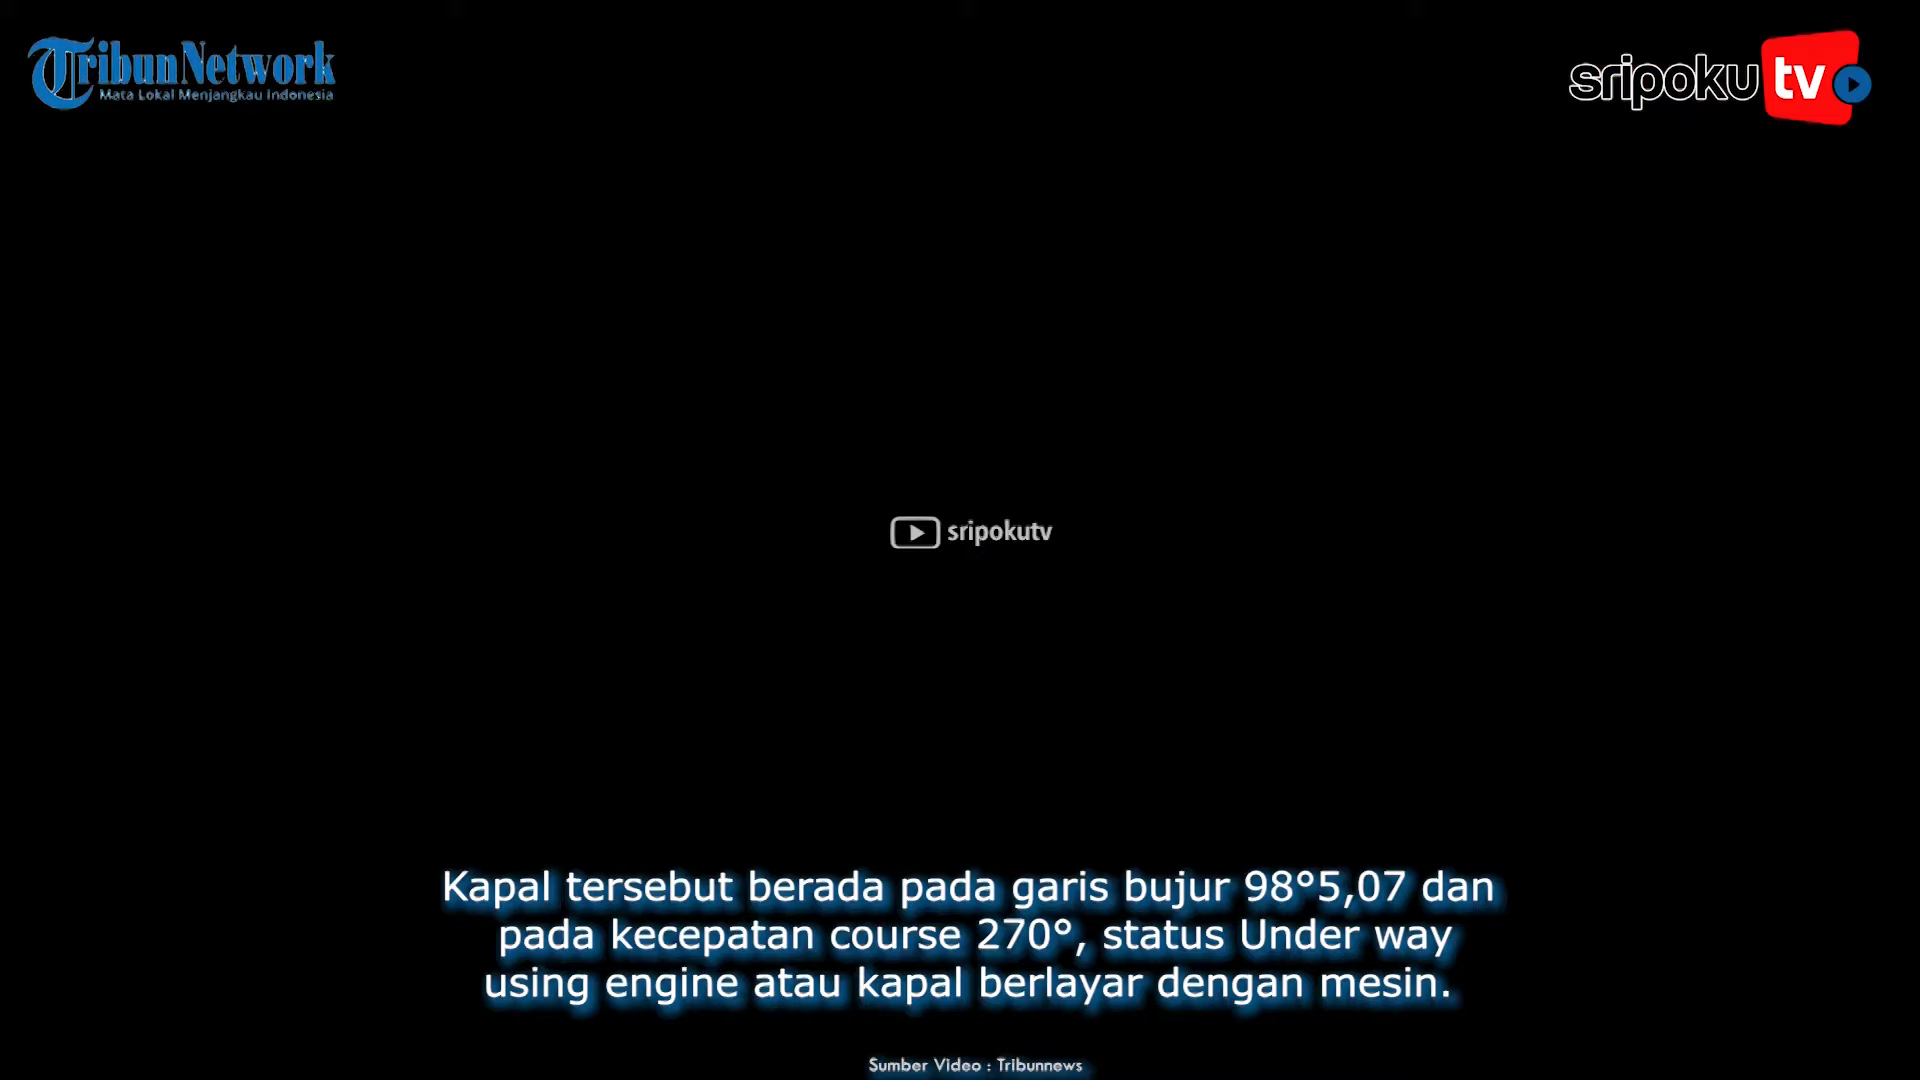 TribunNetwork
Mata Lokal Menjangkau Indonesia
sripoku tv
sripokutv
Kapal tersebut berada pada garis bujur 98°5,07 dan
pada kecepatan course 270°, status Under way
using engine atau kapal berlayar dengan mesin.
Sumber Video : Tribunnews